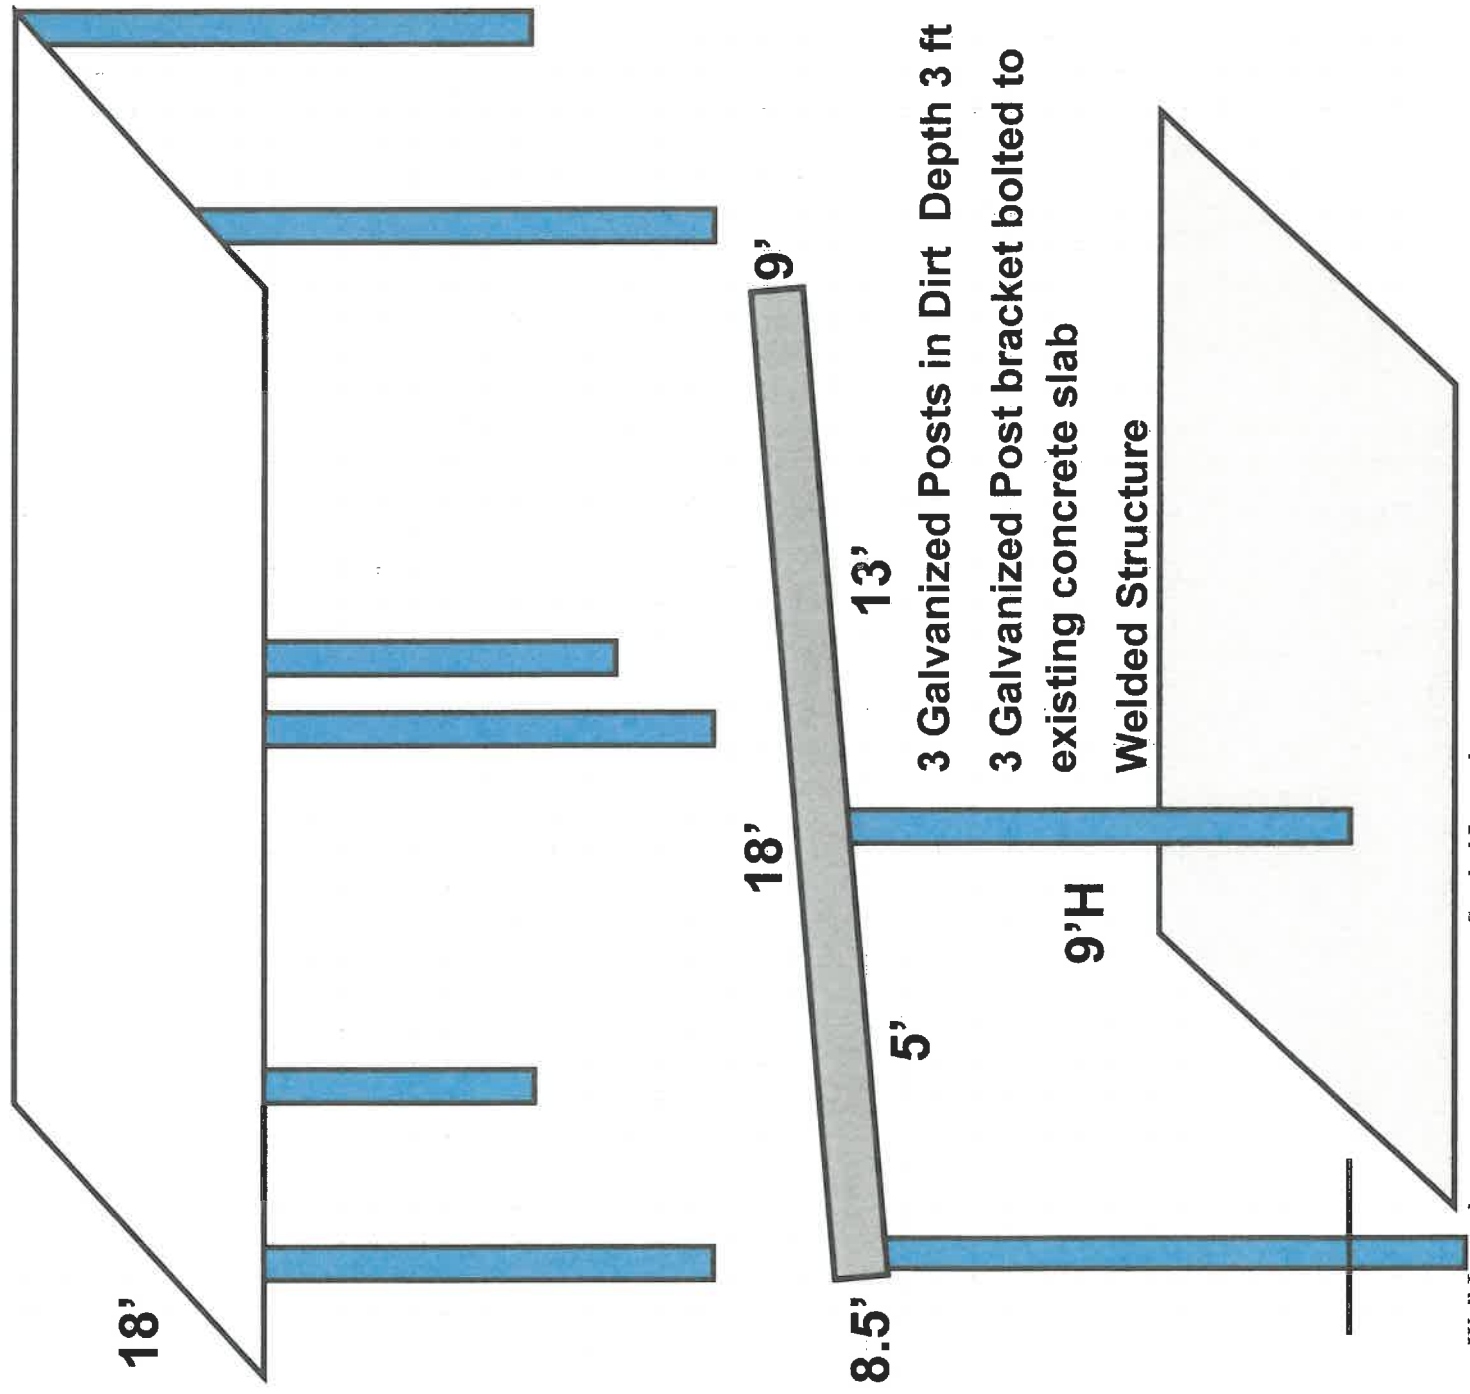 18'
9'
18'
13'
5'
8.5'
9'H
3 Galvanized Posts in Dirt Depth 3 ft
3 Galvanized Post bracket bolted to
existing concrete slab
Welded Structure